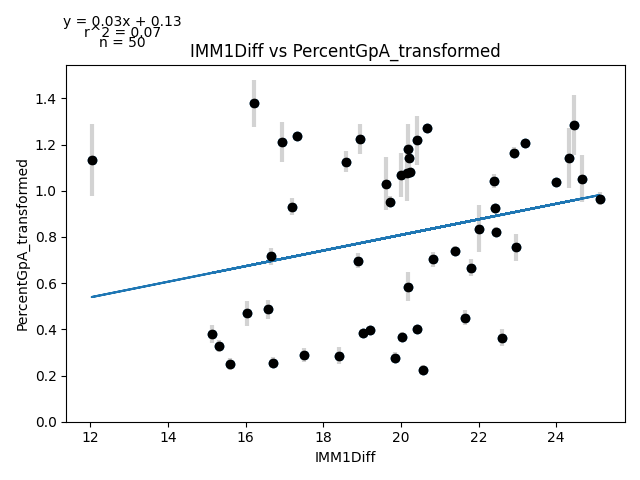 y = 0.03x + 0.13
r^2 = 0.07
n = 50
IMM1Diff vs PercentGpA_transformed
1.4
1.2
1.0
0.8
0.6
0.4
0.2
0.0
PercentGpA_transformed
12 14 16 18 20 22 24
IMM1Diff